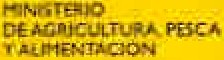 MINISTERIO
DE AGRICULTURA, PESCA
Y ALIMENTACION